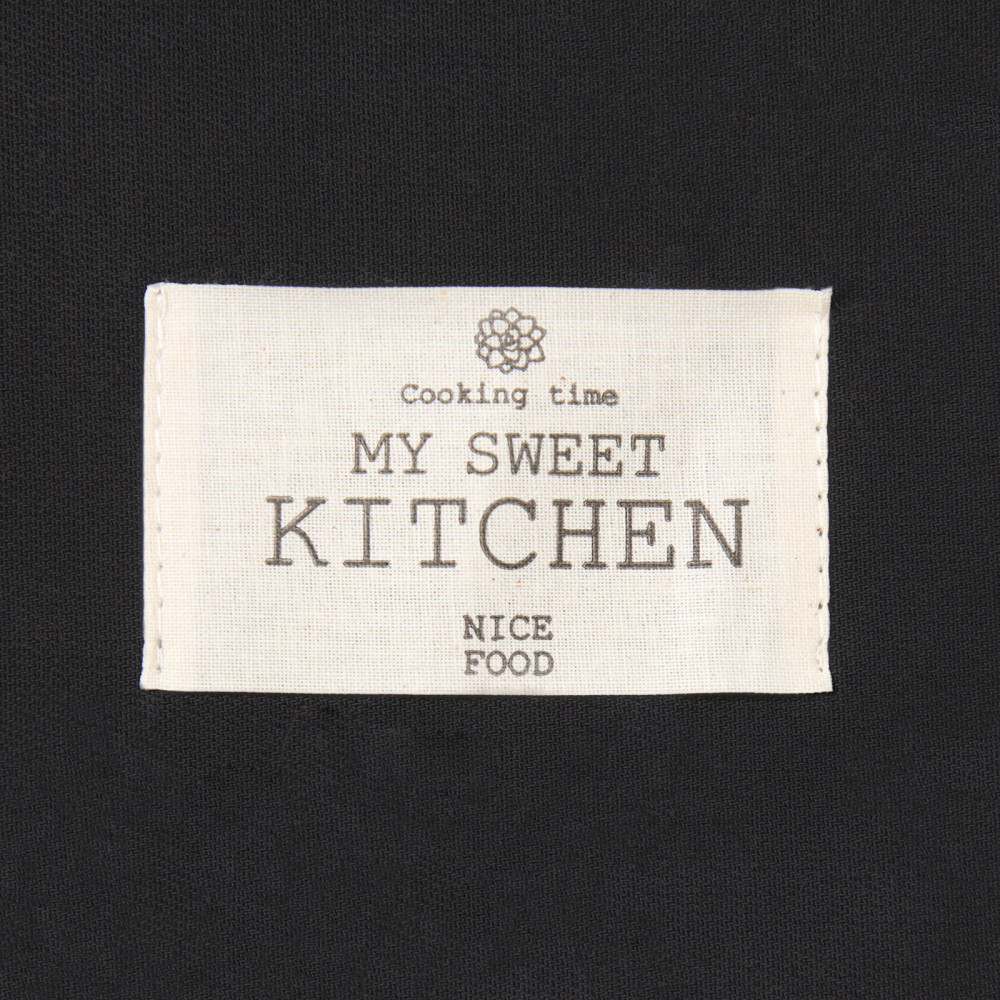 Cooking time
MY SWEET
KITCHEN
NICE
FOOD